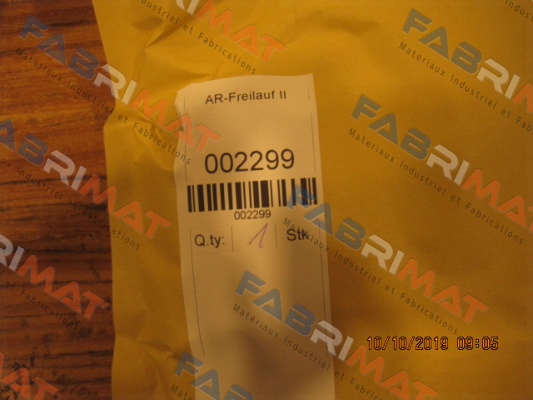 AR-Freilauf II
002299
002299
Q.ty: 1 Stk
10/10/2019 09:05
FABRIMAT
Materiaux Industriel et Fabrications